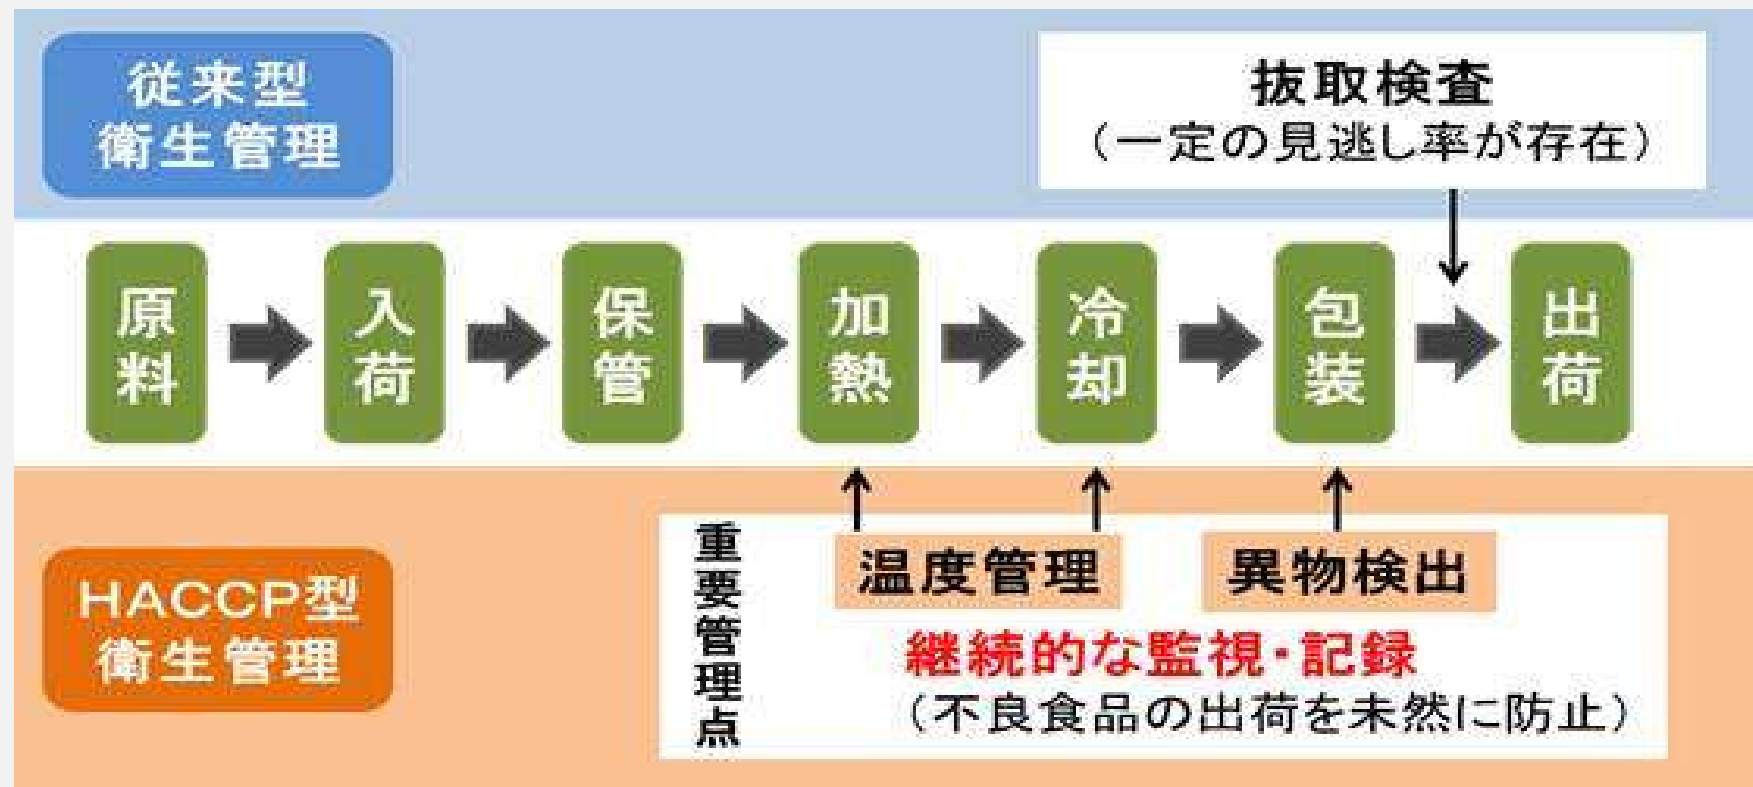 従来型
衛生管理
抜取検査
（一定の見逃し率が存在）
原料
入荷
保管
加熱
冷却
包装
出荷
HACCP型
衛生管理
重要管理点
温度管理
異物検出
継続的な監視・記録
（不良食品の出荷を未然に防止）